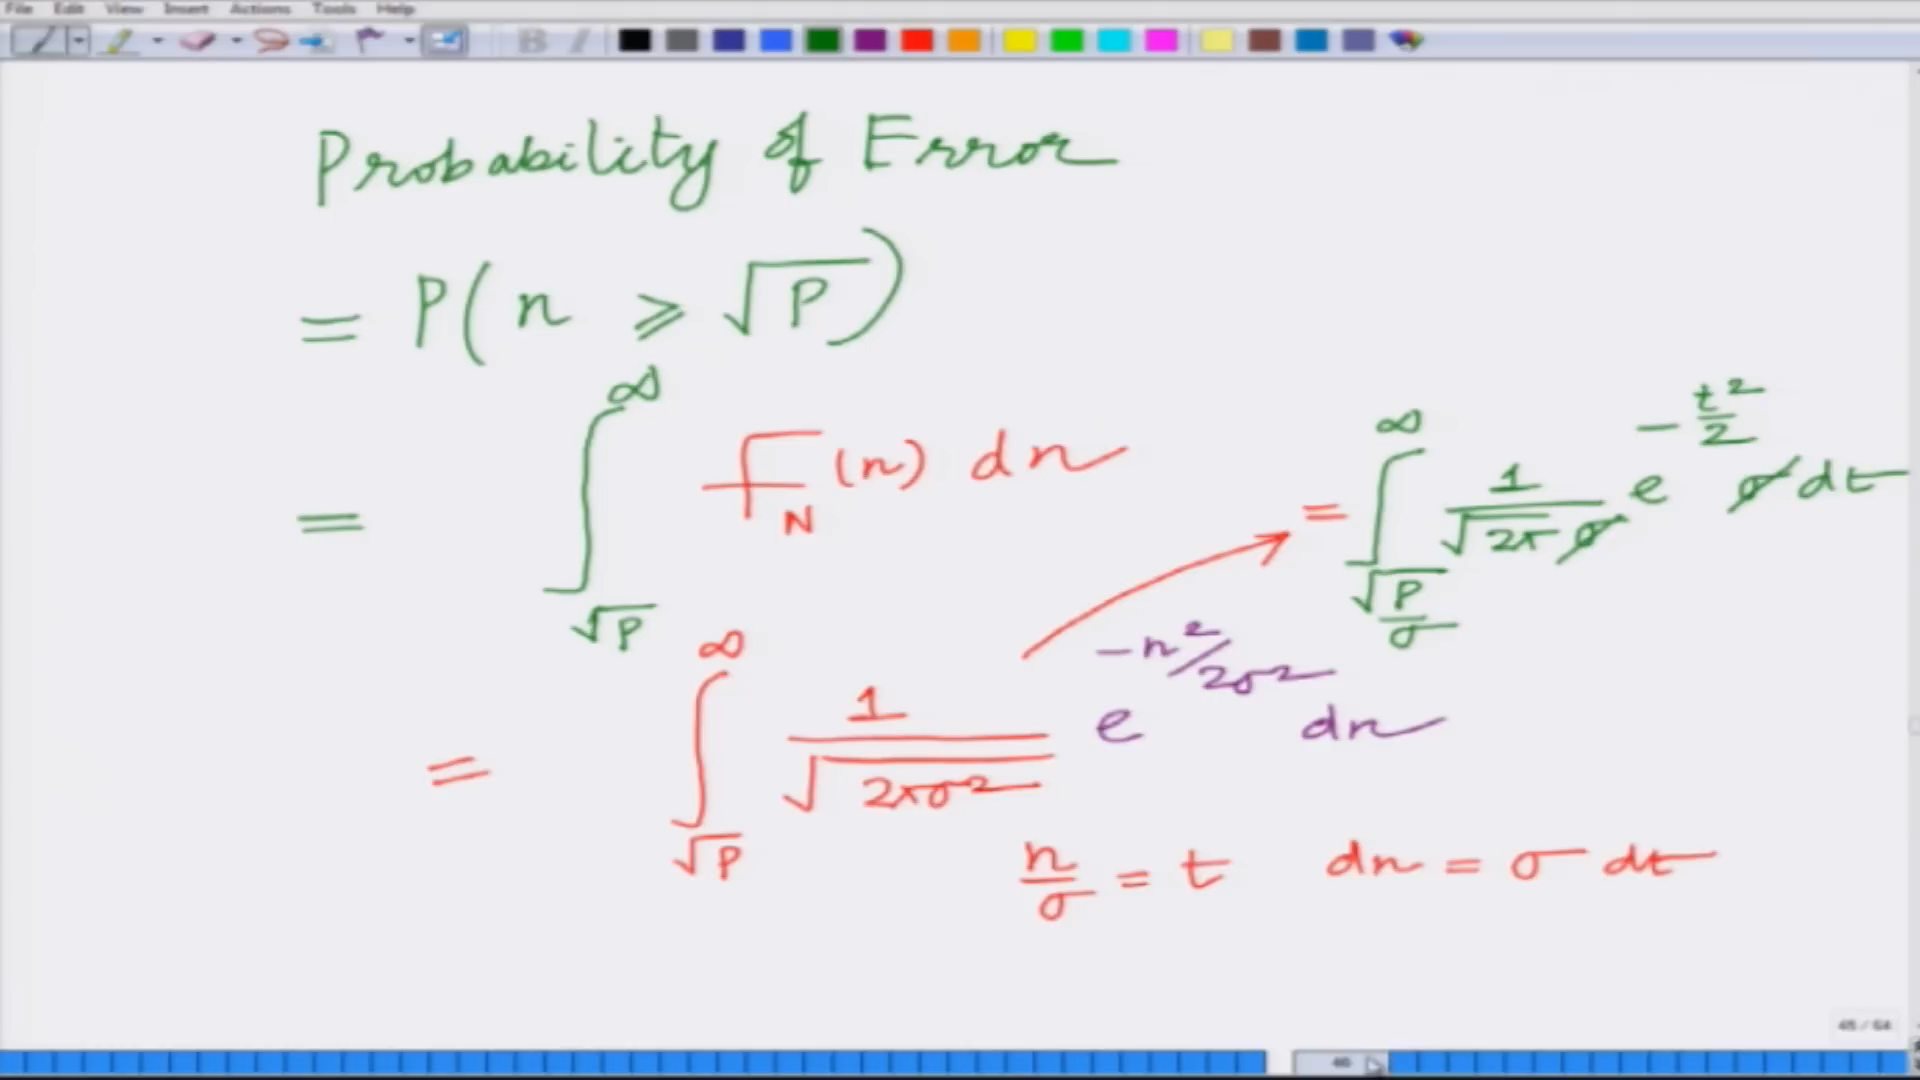 File Edit View Insert Actions Tools Help
B I
Probability of Error
= P(n ≥ √P)
= ∫_{√P}^{∞} F_N(n) dn
= ∫_{√P/σ}^{∞} 1/(√2π σ) e^{-t²/2} σ dt
= ∫_{√P}^{∞} 1/√(2πσ²) e^{-n²/2σ²} dn
n/σ = t dn = σ dt